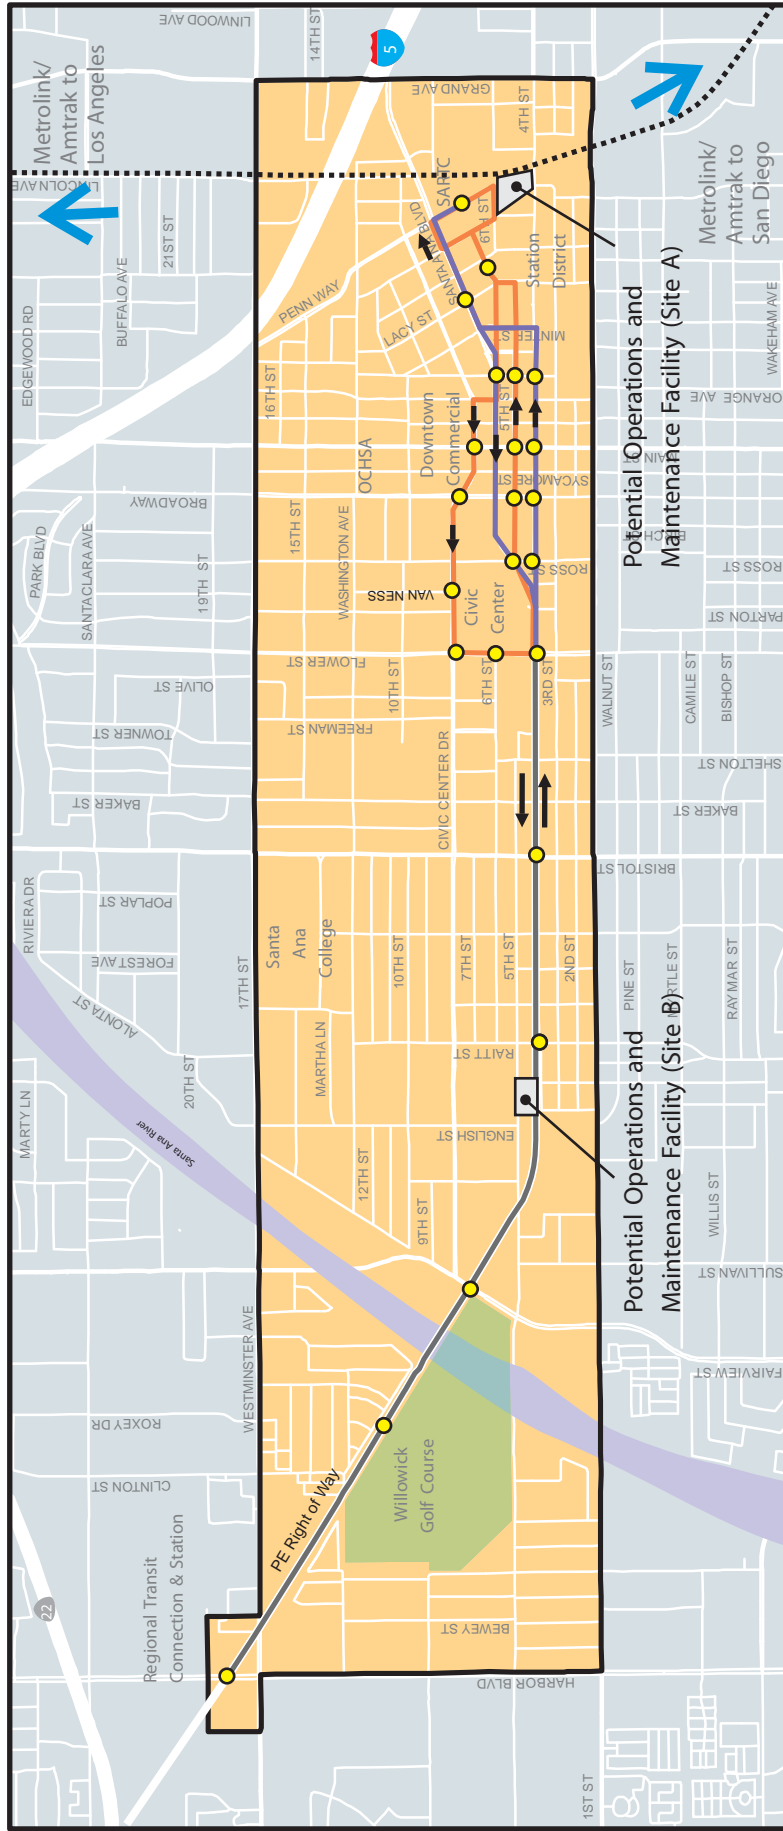 LINWOOD AVE
14TH ST
5
Metrolink/
Amtrak to
Los Angeles
GRAND AVE
4TH ST
LINCOLN AVE
21ST ST
BUFFALO AVE
EDGEWOOD RD
PENN WAY
SANTA ANA BLVD
SARTC
6TH ST
Station
District
LACY ST
MINTER ST
Metrolink/
Amtrak to
San Diego
WAKEHAM AVE
ORANGE AVE
Potential Operations and
Maintenance Facility (Site A)
16TH ST
OCHSA
Downtown
Commercial
5TH ST
MAIN ST
SYCAMORE ST
BROADWAY
BIRCH ST
PARK BLVD
SANTA CLARA AVE
19TH ST
15TH ST
WASHINGTON AVE
VAN NESS
Civic
Center
ROSS ST
ROSS ST
PARTON ST
FLOWER ST
10TH ST
6TH ST
3RD ST
WALNUT ST
CAMILE ST
BISHOP ST
OLIVE ST
TOWNER ST
FREEMAN ST
SHELTON ST
BAKER ST
CIVIC CENTER DR
BAKER ST
BRISTOL ST
RIVIERA DR
POPLAR ST
FOREST AVE
ALONTA ST
17TH ST
Santa
Ana
College
10TH ST
7TH ST
5TH ST
2ND ST
PINE ST
MYRTLE ST
RAYMAR ST
20TH ST
MARTHA LN
RAITT ST
MARTY LN
Santa Ana River
ENGLISH ST
Potential Operations and
Maintenance Facility (Site B)
12TH ST
9TH ST
WILLIS ST
SULLIVAN ST
WESTMINSTER AVE
FAIRVIEW ST
ROXEY DR
CLINTON ST
Willowick
Golf Course
PE Right of Way
Regional Transit
Connection & Station
22
BEWEY ST
HARBOR BLVD
1ST ST